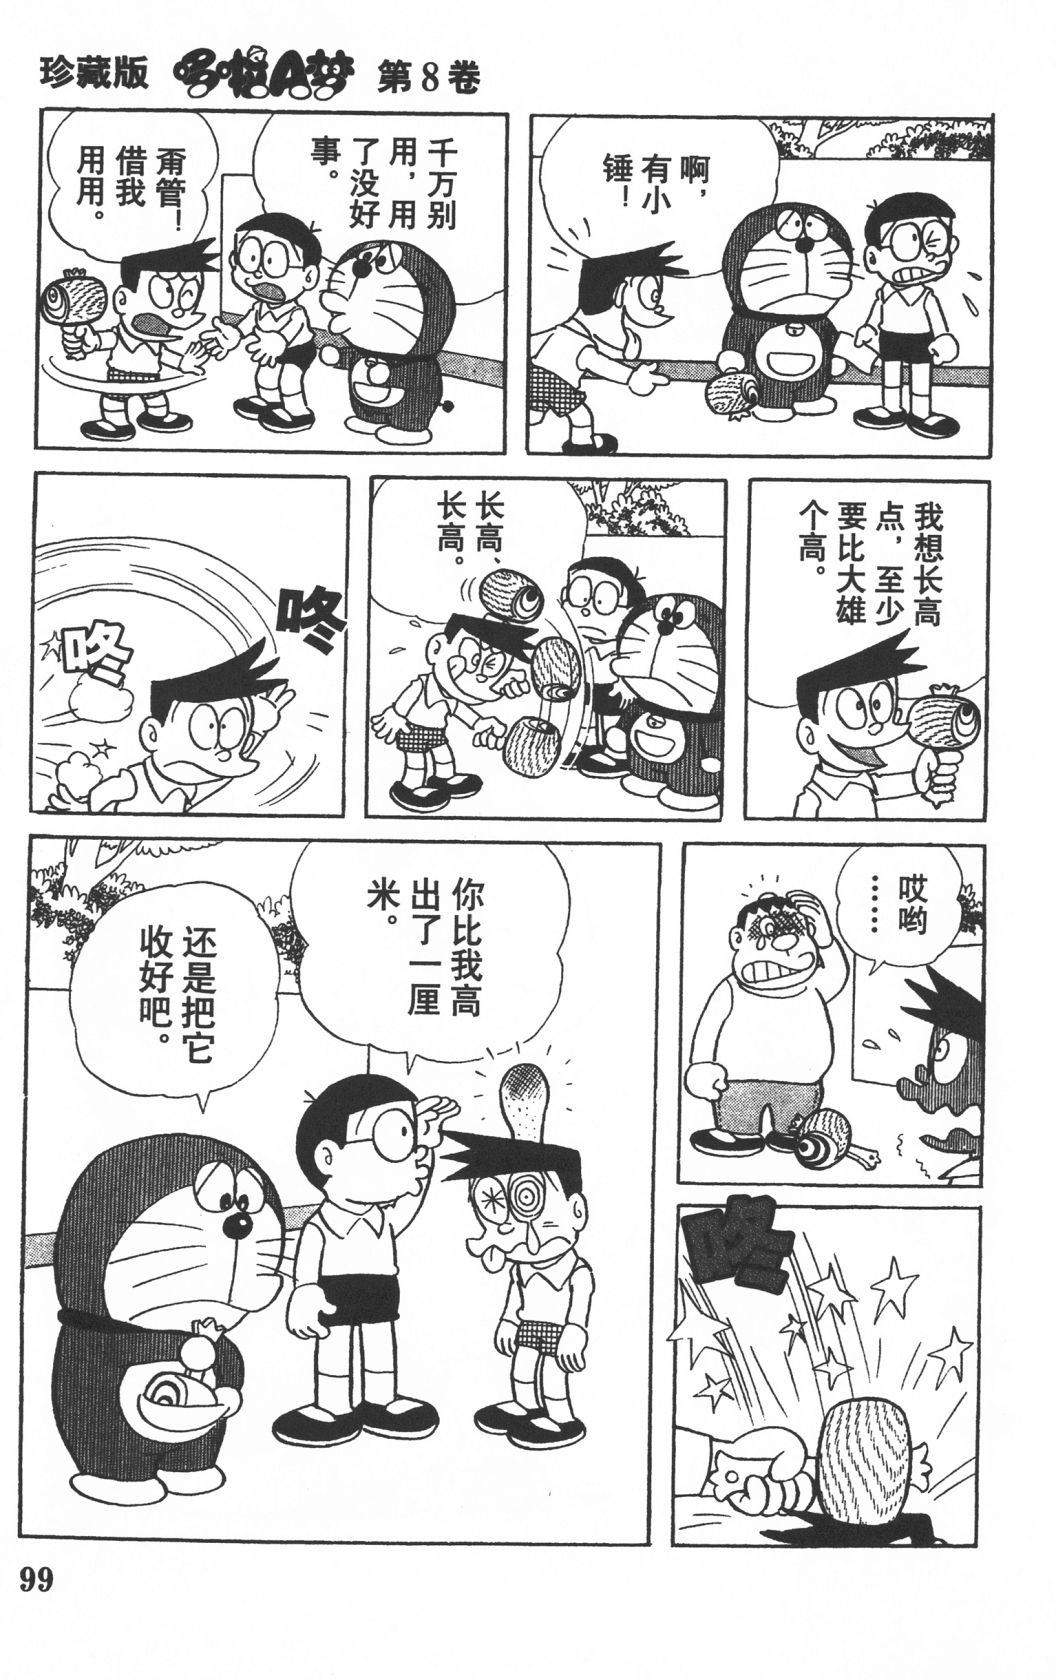 珍藏版 哆啦A梦 第8卷
啊，
有小
锤！
千万别
用，用
了没好
事。
甭管！
借我
用用。
我想长高
点，至少
要比大雄
个高。
长高、
长高。
咚
咚
哎哟
……
咚
你比我高
出了一厘
米。
还是把它
收好吧。
99